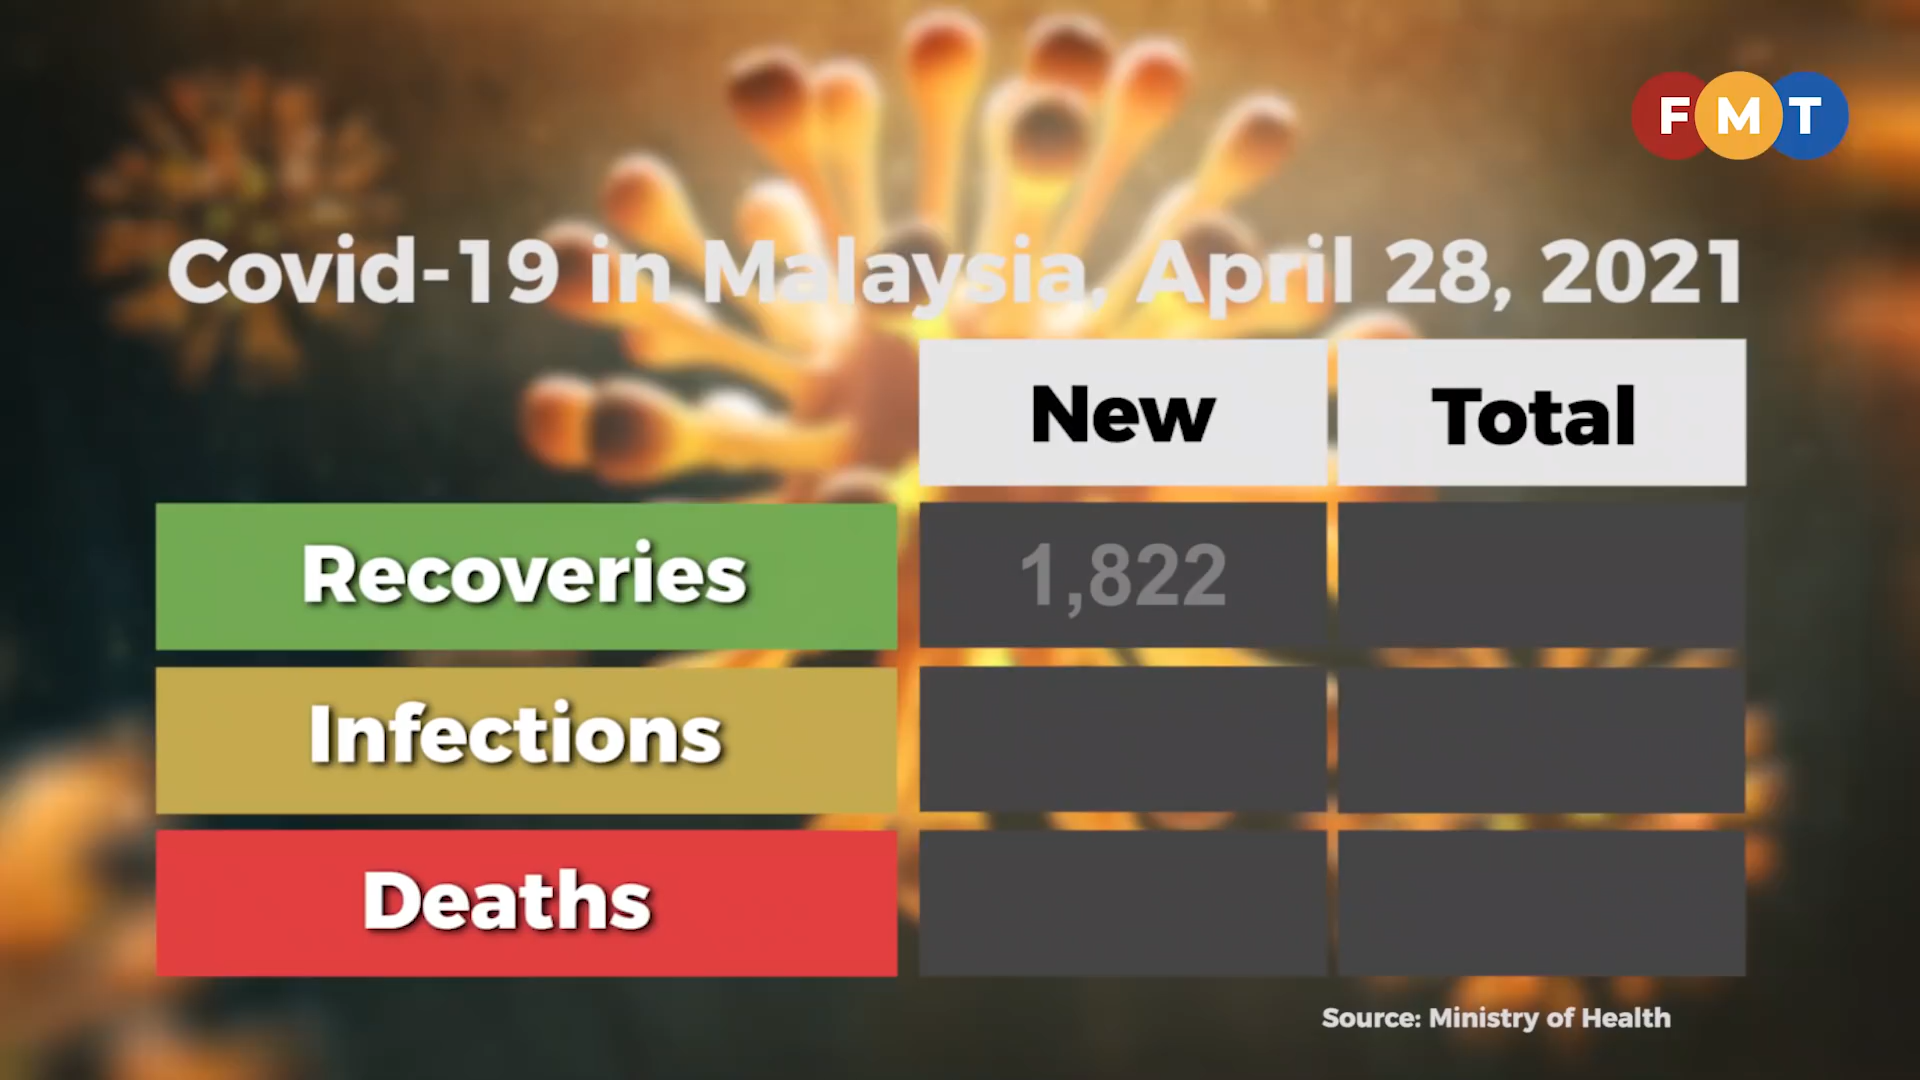 FMT
Covid-19 in Malaysia, April 28, 2021
New Total
Recoveries 1,822
Infections
Deaths
Source: Ministry of Health